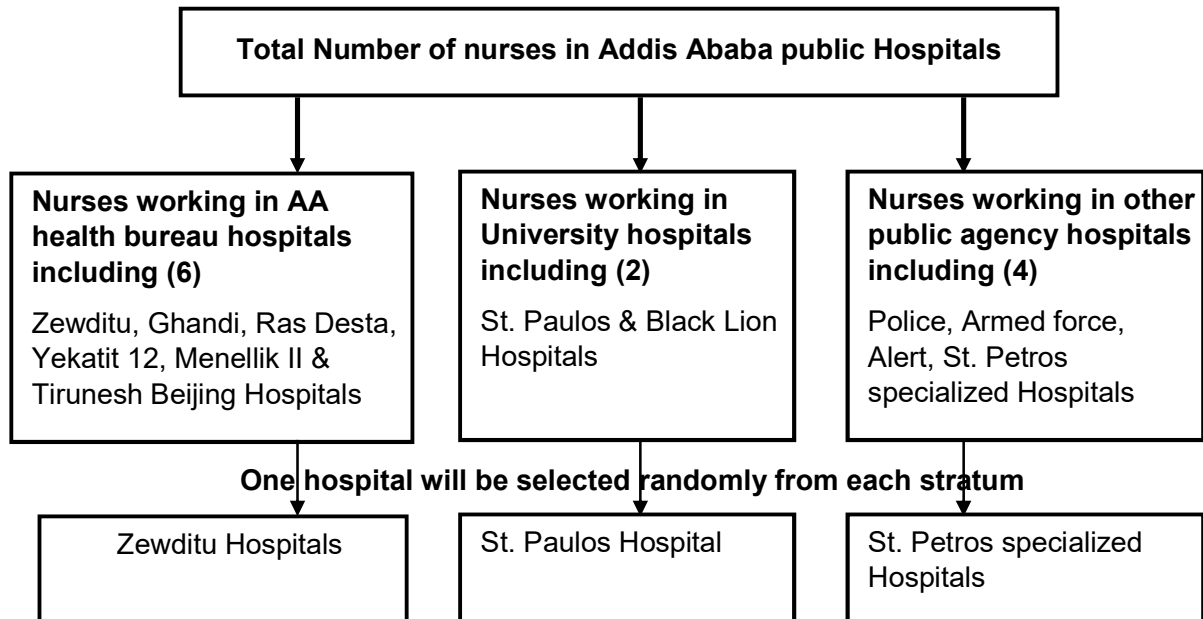 Total Number of nurses in Addis Ababa public Hospitals
Nurses working in AA
health bureau hospitals
including (6)
Zewditu, Ghandi, Ras Desta,
Yekatit 12, Menellik II &
Tirunesh Beijing Hospitals
Nurses working in
University hospitals
including (2)
St. Paulos & Black Lion
Hospitals
Nurses working in other
public agency hospitals
including (4)
Police, Armed force,
Alert, St. Petros
specialized Hospitals
One hospital will be selected randomly from each stratum
Zewditu Hospitals
St. Paulos Hospital
St. Petros specialized
Hospitals